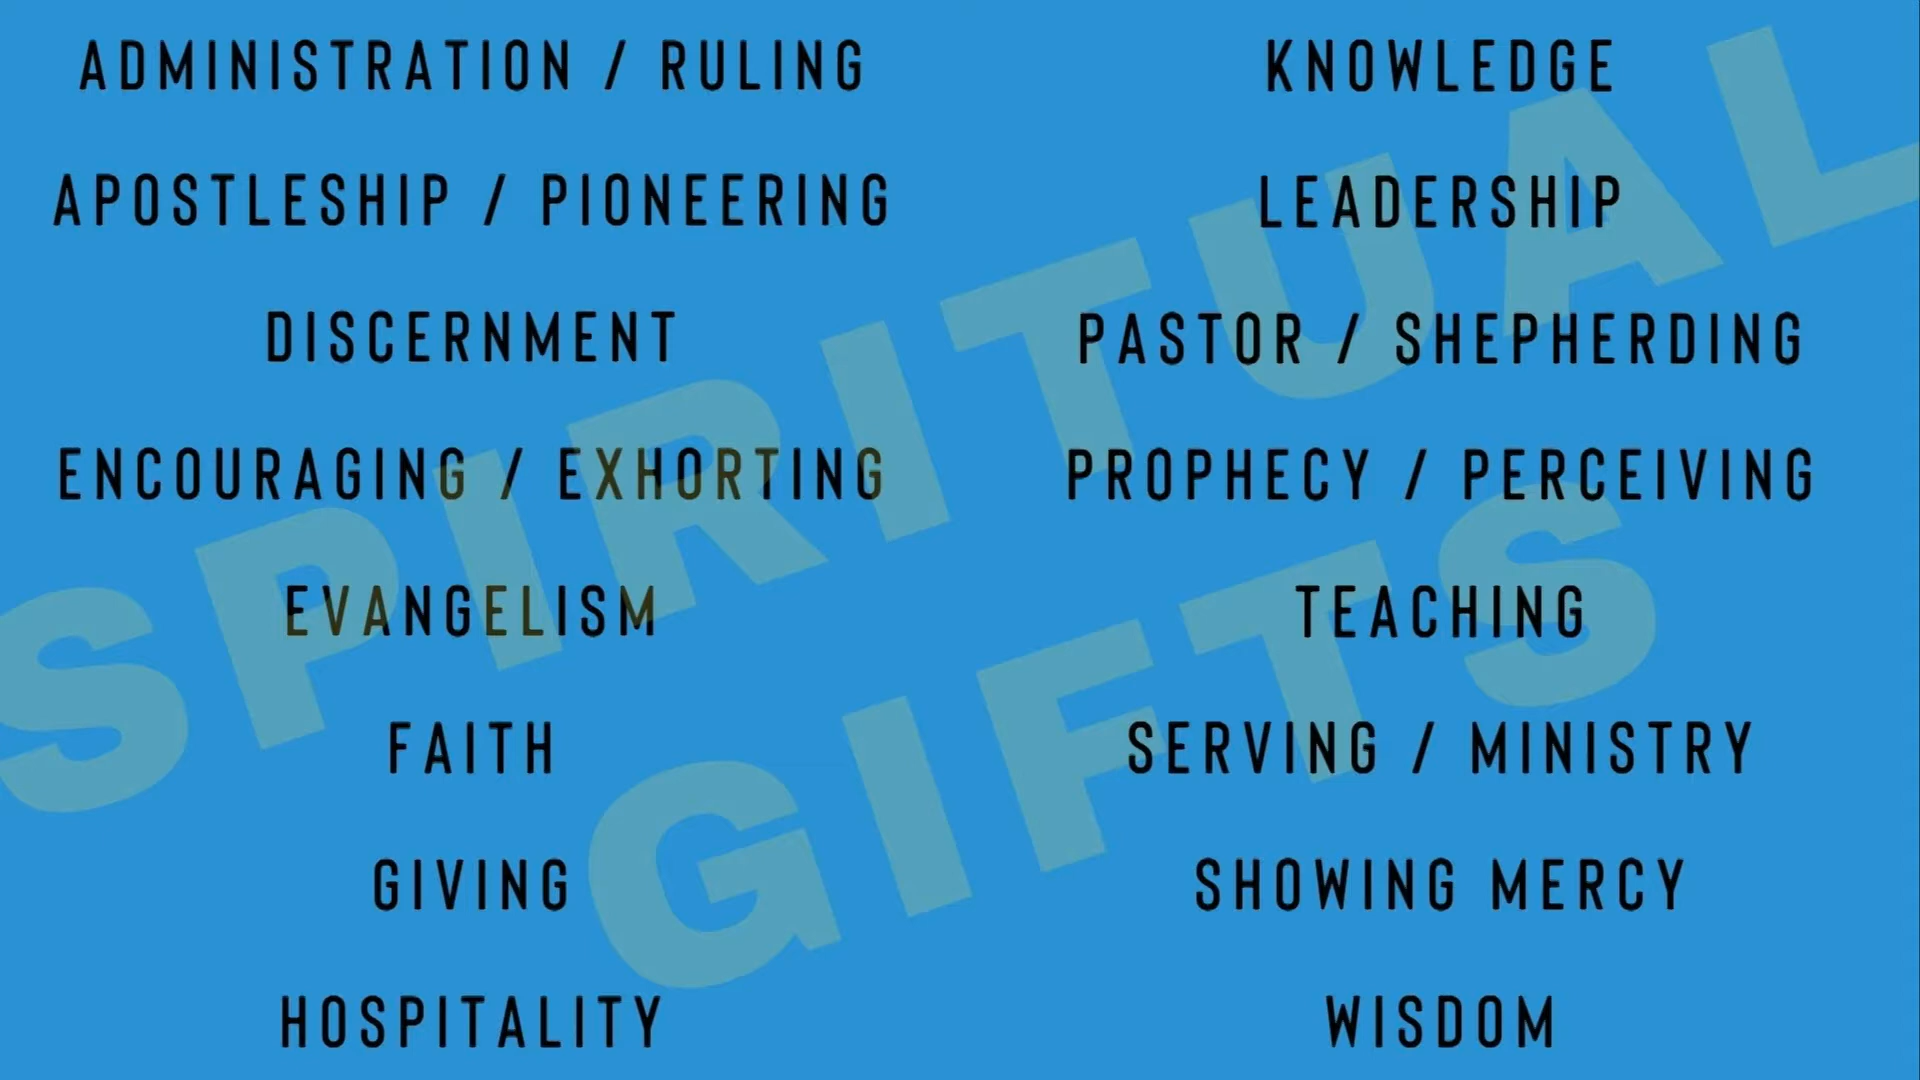 ADMINISTRATION / RULING
APOSTLESHIP / PIONEERING
DISCERNMENT
ENCOURAGING / EXHORTING
EVANGELISM
FAITH
GIVING
HOSPITALITY
KNOWLEDGE
LEADERSHIP
PASTOR / SHEPHERDING
PROPHECY / PERCEIVING
TEACHING
SERVING / MINISTRY
SHOWING MERCY
WISDOM
SPIRITUAL
GIFTS